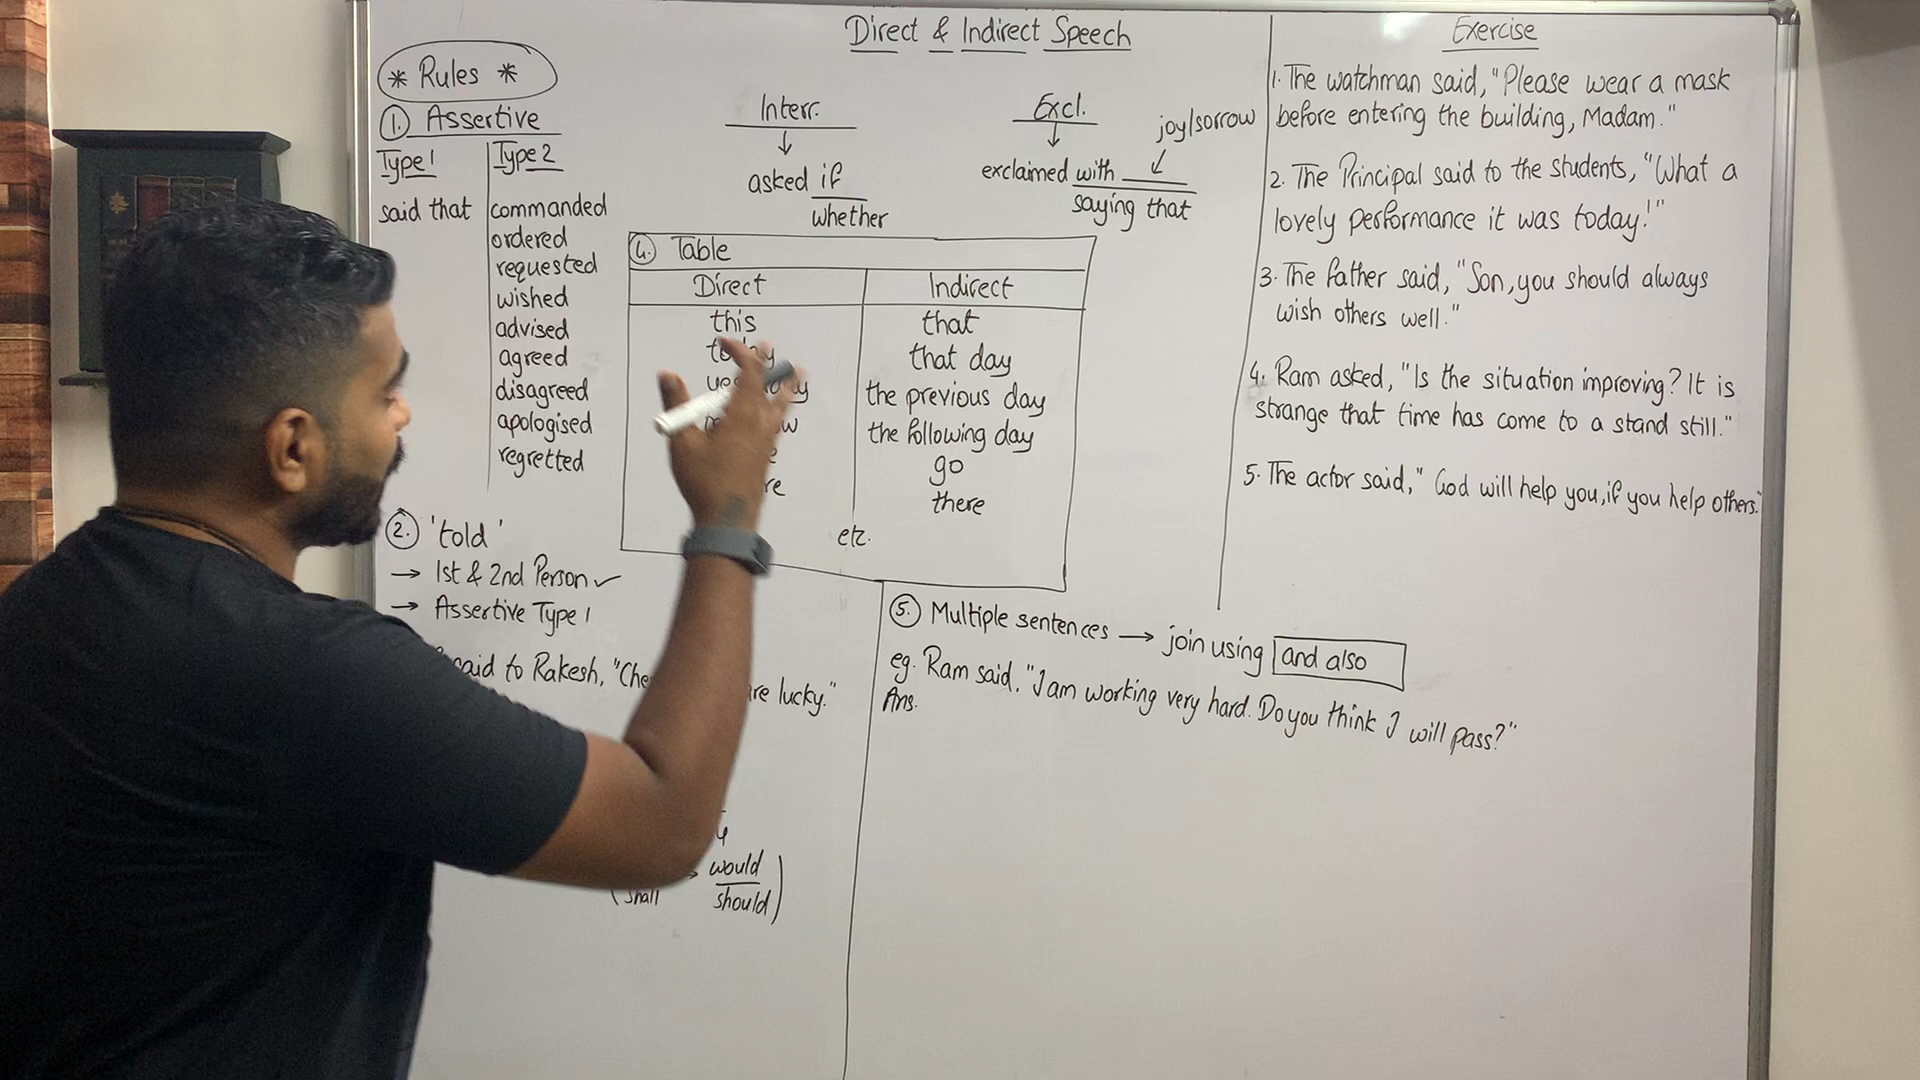 Direct & Indirect Speech
* Rules *
1. Assertive
Type 1
said that
Type 2
commanded
ordered
requested
wished
advised
agreed
disagreed
apologised
regretted
Interr.
↓
asked if
whether
Excl.
↓
joy/sorrow
↓
exclaimed with ____
saying that
4. Table
Direct Indirect
this that
today that day
the previous day
the following day
go
there
etc.
2. 'told'
→ 1st & 2nd Person ✓
→ Assertive Type 1
said to Rakesh, "
lucky."
→ would
shall should)
5. Multiple sentences → join using and also
eg. Ram said, "I am working very hard. Do you think I will pass?"
Ans.
Exercise
1. The watchman said, "Please wear a mask
before entering the building, Madam."
2. The Principal said to the students, "What a
lovely performance it was today!"
3. The father said, "Son, you should always
wish others well."
4. Ram asked, "Is the situation improving? It is
strange that time has come to a stand still."
5. The actor said, " God will help you, if you help others."